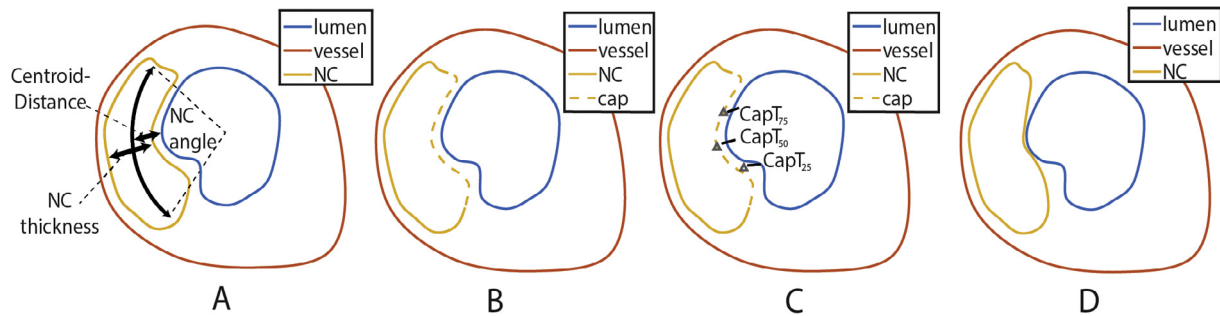 lumen
vessel
NC
Centroid-
Distance
NC
angle
NC
thickness
A
lumen
vessel
NC
cap
B
lumen
vessel
NC
cap
CapT75
CapT50
CapT25
C
lumen
vessel
NC
D